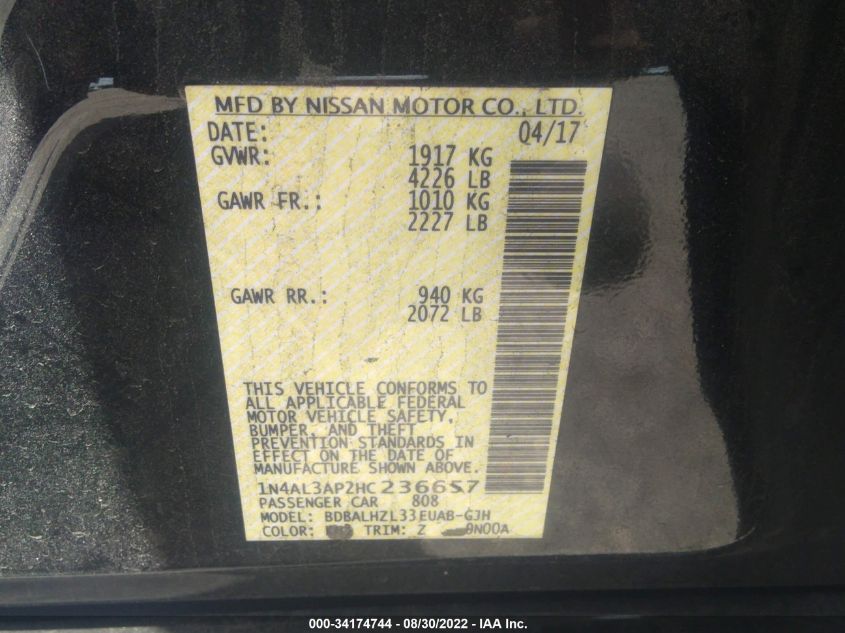 MFD BY NISSAN MOTOR CO., LTD.
DATE: 04/17
GVWR: 1917 KG
4226 LB
GAWR FR.: 1010 KG
2227 LB
GAWR RR.: 940 KG
2072 LB
THIS VEHICLE CONFORMS TO
ALL APPLICABLE FEDERAL
MOTOR VEHICLE SAFETY,
BUMPER, AND THEFT
PREVENTION STANDARDS IN
EFFECT ON THE DATE OF
MANUFACTURE SHOWN ABOVE.
1N4AL3AP2HC236657
PASSENGER CAR 808
MODEL: BDBALHZL33EUAB-GJH
COLOR: TRIM: Z
000-34174744 - 08/30/2022 - IAA Inc.